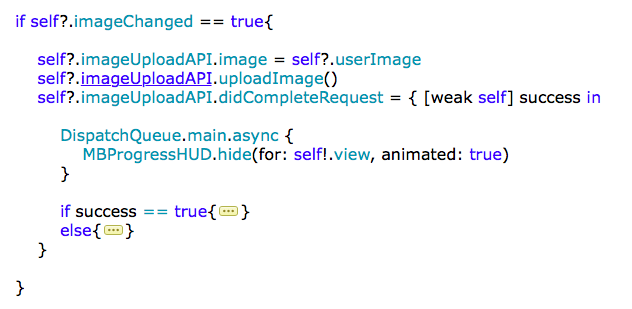 if self?.imageChanged == true{
self?.imageUploadAPI.image = self?.userImage
self?.imageUploadAPI.uploadImage()
self?.imageUploadAPI.didCompleteRequest = { [weak self] success in
DispatchQueue.main.async {
MBProgressHUD.hide(for: self!.view, animated: true)
}
if success == true{•••}
else{•••}
}
}